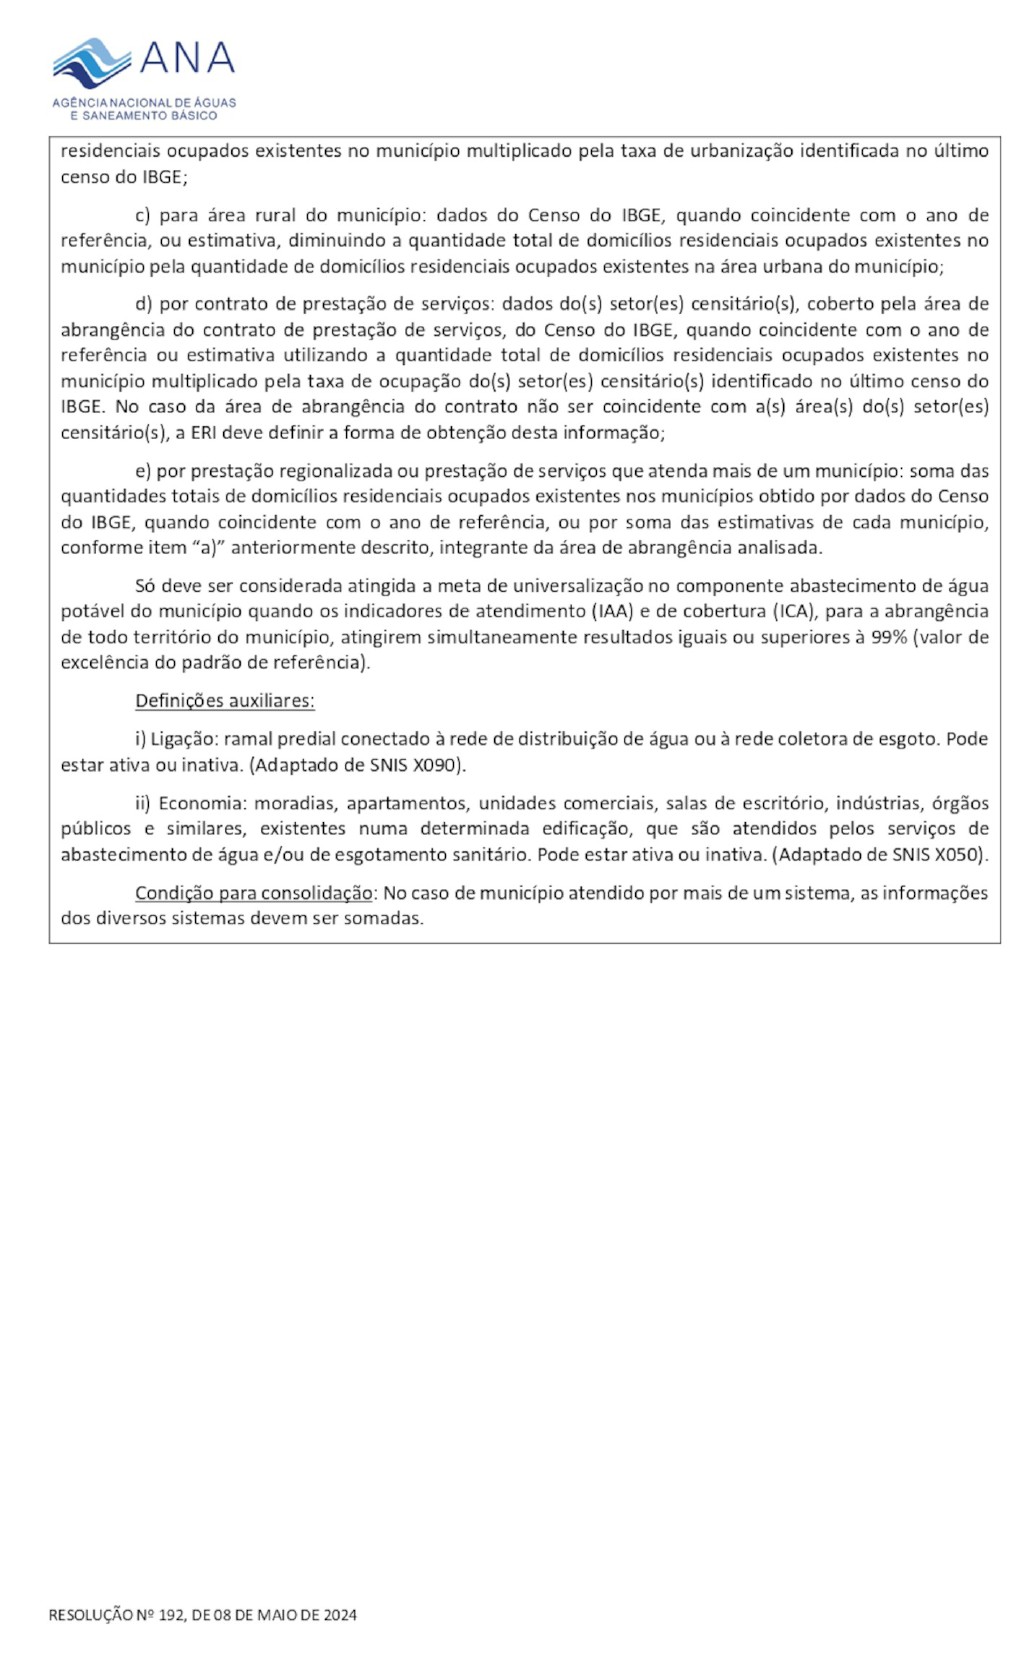 ANA
AGÊNCIA NACIONAL DE ÁGUAS
E SANEAMENTO BÁSICO
residenciais ocupados existentes no município multiplicado pela taxa de urbanização identificada no último
censo do IBGE;
c) para área rural do município: dados do Censo do IBGE, quando coincidente com o ano de
referência, ou estimativa, diminuindo a quantidade total de domicílios residenciais ocupados existentes no
município pela quantidade de domicílios residenciais ocupados existentes na área urbana do município;
d) por contrato de prestação de serviços: dados do(s) setor(es) censitário(s), coberto pela área de
abrangência do contrato de prestação de serviços, do Censo do IBGE, quando coincidente com o ano de
referência ou estimativa utilizando a quantidade total de domicílios residenciais ocupados existentes no
município multiplicado pela taxa de ocupação do(s) setor(es) censitário(s) identificado no último censo do
IBGE. No caso da área de abrangência do contrato não ser coincidente com a(s) área(s) do(s) setor(es)
censitário(s), a ERI deve definir a forma de obtenção desta informação;
e) por prestação regionalizada ou prestação de serviços que atenda mais de um município: soma das
quantidades totais de domicílios residenciais ocupados existentes nos municípios obtido por dados do Censo
do IBGE, quando coincidente com o ano de referência, ou por soma das estimativas de cada município,
conforme item “a)” anteriormente descrito, integrante da área de abrangência analisada.
Só deve ser considerada atingida a meta de universalização no componente abastecimento de água
potável do município quando os indicadores de atendimento (IAA) e de cobertura (ICA), para a abrangência
de todo território do município, atingirem simultaneamente resultados iguais ou superiores à 99% (valor de
excelência do padrão de referência).
Definições auxiliares:
i) Ligação: ramal predial conectado à rede de distribuição de água ou à rede coletora de esgoto. Pode
estar ativa ou inativa. (Adaptado de SNIS X090).
ii) Economia: moradias, apartamentos, unidades comerciais, salas de escritório, indústrias, órgãos
públicos e similares, existentes numa determinada edificação, que são atendidos pelos serviços de
abastecimento de água e/ou de esgotamento sanitário. Pode estar ativa ou inativa. (Adaptado de SNIS X050).
Condição para consolidação: No caso de município atendido por mais de um sistema, as informações
dos diversos sistemas devem ser somadas.
RESOLUÇÃO Nº 192, DE 08 DE MAIO DE 2024